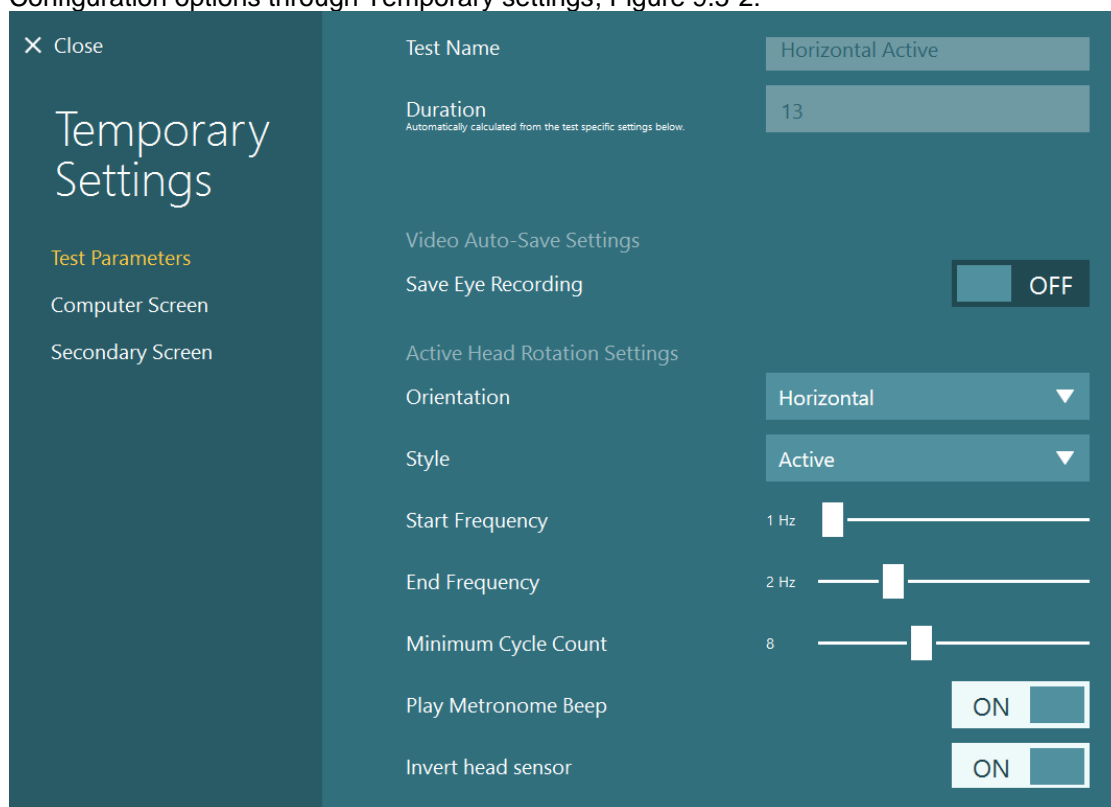 Configuration options through Temporary settings, Figure 9.5-2.
✕ Close
Temporary
Settings
Test Parameters
Computer Screen
Secondary Screen
Test Name Horizontal Active
Duration 13
Automatically calculated from the test specific settings below.
Video Auto-Save Settings
Save Eye Recording OFF
Active Head Rotation Settings
Orientation Horizontal
Style Active
Start Frequency 1 Hz
End Frequency 2 Hz
Minimum Cycle Count 8
Play Metronome Beep ON
Invert head sensor ON